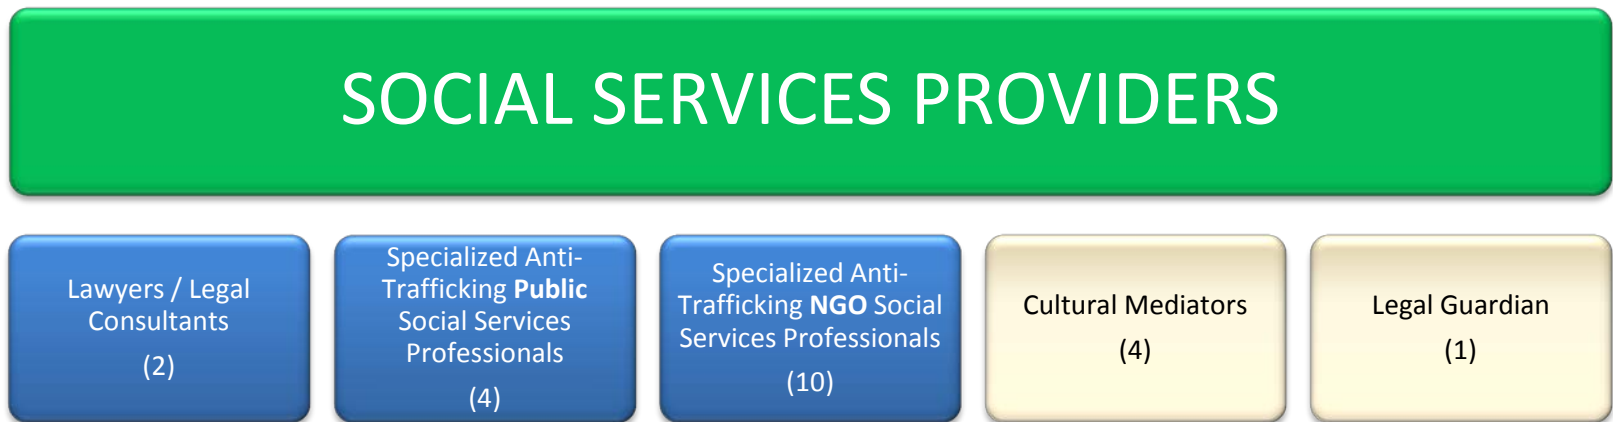 SOCIAL SERVICES PROVIDERS
Lawyers / Legal
Consultants
(2)
Specialized Anti-
Trafficking Public
Social Services
Professionals
(4)
Specialized Anti-
Trafficking NGO Social
Services Professionals
(10)
Cultural Mediators
(4)
Legal Guardian
(1)